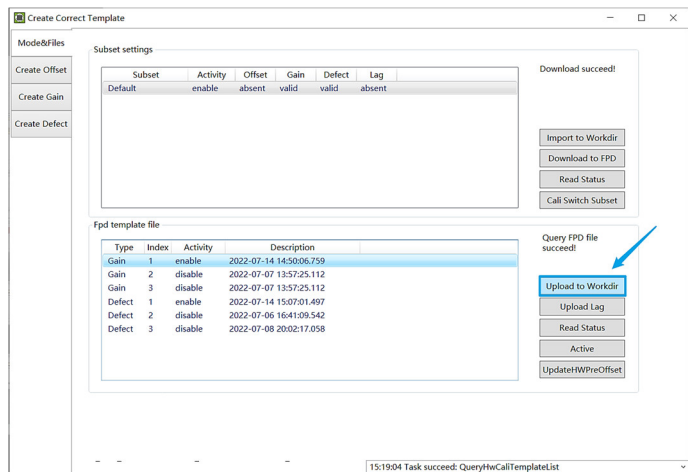 Create Correct Template
Mode&Files
Create Offset
Create Gain
Create Defect
Subset settings
Subset Activity Offset Gain Defect Lag
Default enable absent valid valid absent
Download succeed!
Import to Workdir
Download to FPD
Read Status
Cali Switch Subset
Fpd template file
Type Index Activity Description
Gain 1 enable 2022-07-14 14:50:06.759
Gain 2 disable 2022-07-07 13:57:25.112
Gain 3 disable 2022-07-07 13:57:25.112
Defect 1 enable 2022-07-14 15:07:01.497
Defect 2 disable 2022-07-06 16:41:09.542
Defect 3 disable 2022-07-08 20:02:17.058
Query FPD file
succeed!
Upload to Workdir
Upload Lag
Read Status
Active
UpdateHWPreOffset
15:19:04 Task succeed: QueryHwCaliTemplateList